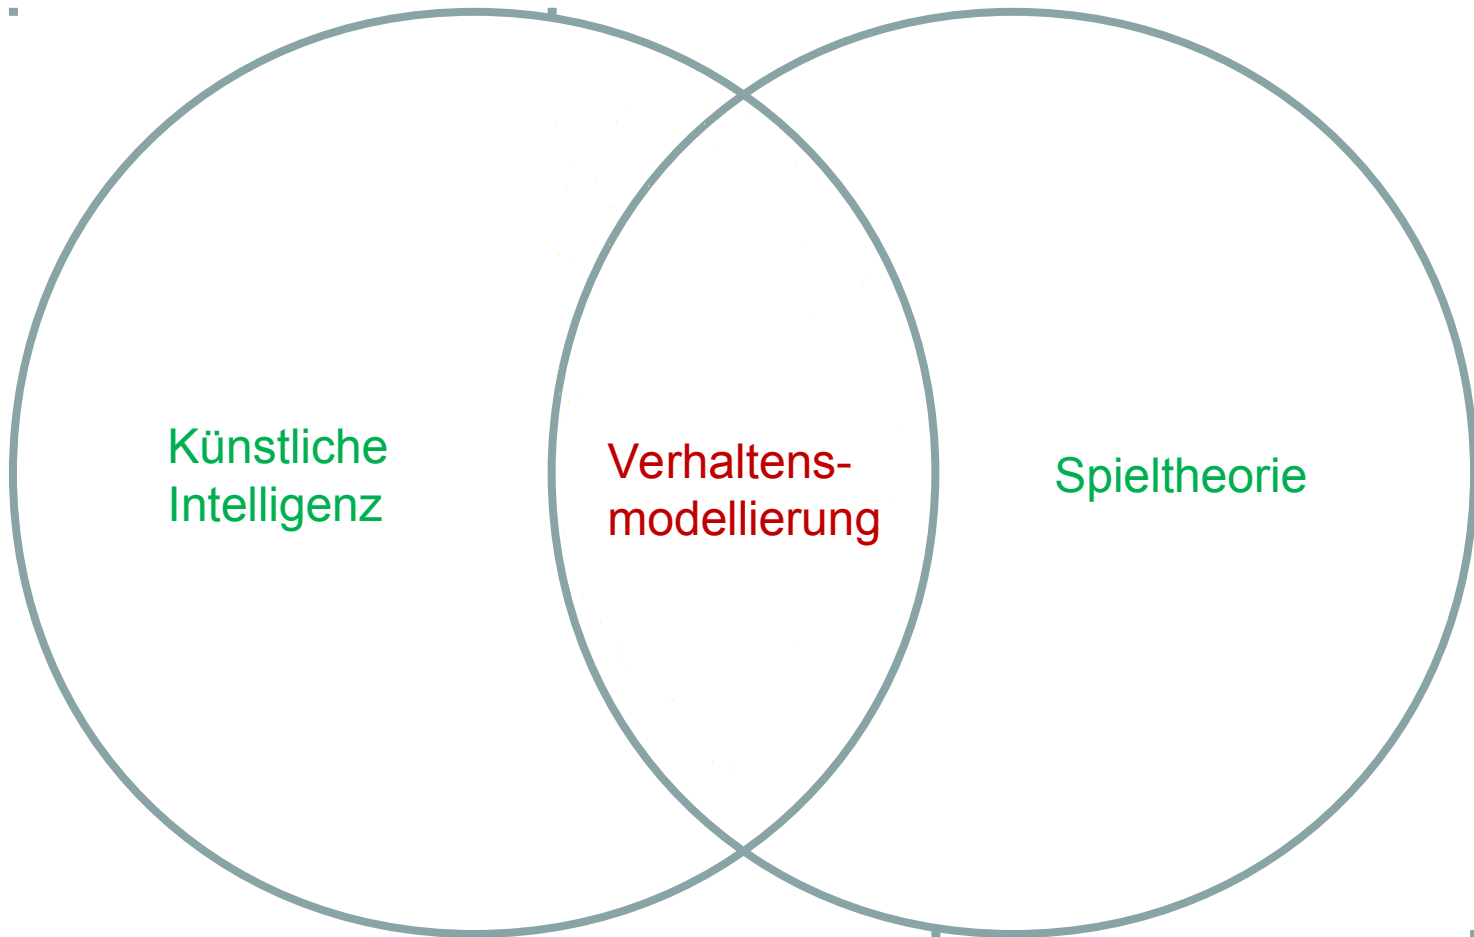 Künstliche
Intelligenz
Verhaltens-
modellierung
Spieltheorie